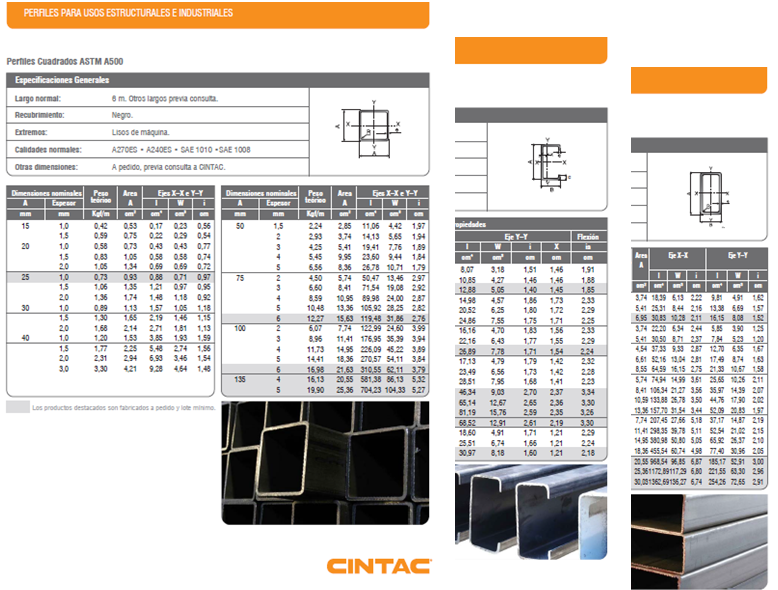 PERFILES PARA USOS ESTRUCTURALES E INDUSTRIALES
Perfiles Cuadrados ASTM A500
Especificaciones Generales
Largo normal: 6 m. Otros largos previa consulta.
Recubrimiento: Negro.
Extremos: Lisos de máquina.
Calidades normales: A270ES • A240ES • SAE 1010 •SAE 1008
Otras dimensiones: A pedido, previa consulta a CINTAC.
Dimensiones nominales Peso teórico Area Ejes X–X e Y–Y
A Espesor A I W i
mm mm Kgf/m cm² cm⁴ cm³ cm
15 1,0 0,42 0,53 0,17 0,23 0,56
1,5 0,59 0,75 0,22 0,29 0,54
20 1,0 0,58 0,73 0,43 0,43 0,77
1,5 0,83 1,05 0,58 0,58 0,74
2,0 1,05 1,34 0,69 0,69 0,72
25 1,0 0,73 0,93 0,88 0,71 0,97
1,5 1,06 1,35 1,21 0,97 0,95
2,0 1,36 1,74 1,48 1,18 0,92
30 1,0 0,89 1,13 1,57 1,05 1,18
1,5 1,30 1,65 2,19 1,46 1,15
2,0 1,68 2,14 2,71 1,81 1,13
40 1,0 1,20 1,53 3,85 1,93 1,59
1,5 1,77 2,25 5,48 2,74 1,56
2,0 2,31 2,94 6,93 3,46 1,54
3,0 3,30 4,21 9,28 4,64 1,48
Los productos destacados son fabricados a pedido y lote mínimo.
Dimensiones nominales Peso teórico Area Ejes X–X e Y–Y
A Espesor A I W i
mm mm Kgf/m cm² cm⁴ cm³ cm
50 1,5 2,24 2,85 11,06 4,42 1,97
2 2,93 3,74 14,13 5,65 1,94
3 4,25 5,41 19,41 7,76 1,89
4 5,45 9,95 23,60 9,44 1,84
5 6,56 8,36 26,78 10,71 1,79
75 2 4,50 5,74 50,47 13,46 2,97
3 6,60 8,41 71,54 19,08 2,92
4 8,59 10,95 89,98 24,00 2,87
5 10,48 13,36 105,92 28,25 2,82
6 12,27 15,63 119,48 31,86 2,76
100 2 6,07 7,74 122,99 24,60 3,99
3 8,96 11,41 176,95 35,39 3,94
4 11,73 14,95 226,09 45,22 3,89
5 14,41 18,36 270,57 54,11 3,84
6 16,98 21,63 310,55 62,11 3,79
135 4 16,13 20,55 581,38 86,13 5,32
5 19,90 25,36 704,23 104,33 5,27
CINTAC
ropiedades
Eje Y–Y Flexión
I W i X is
cm⁴ cm³ cm cm cm
8,07 3,18 1,51 1,46 1,91
10,85 4,27 1,46 1,46 1,88
12,88 5,05 1,40 1,45 1,85
14,98 4,57 1,86 1,73 2,33
20,52 6,25 1,80 1,72 2,29
24,86 7,55 1,75 1,71 2,25
16,16 4,70 1,83 1,56 2,33
22,16 6,43 1,77 1,55 2,29
26,89 7,78 1,71 1,54 2,24
17,13 4,79 1,79 1,42 2,32
23,49 6,56 1,73 1,42 2,28
28,51 7,95 1,68 1,41 2,23
46,34 9,03 2,70 2,37 3,34
65,14 12,67 2,65 2,36 3,30
81,19 15,76 2,59 2,35 3,26
68,52 12,91 2,61 2,19 3,30
18,60 4,91 1,71 1,21 2,29
25,51 6,74 1,66 1,21 2,24
30,97 8,18 1,60 1,21 2,18
Area A Eje X–X Eje Y–Y
I W i I W i
cm² cm⁴ cm³ cm cm⁴ cm³ cm
3,74 18,39 6,13 2,22 9,81 4,91 1,62
5,41 25,31 8,44 2,16 13,38 6,69 1,57
6,95 30,83 10,28 2,11 16,15 8,08 1,52
3,74 22,20 6,34 2,44 5,85 3,90 1,25
5,41 30,50 8,71 2,37 7,84 5,23 1,20
4,54 37,33 9,33 2,87 12,70 6,35 1,67
6,61 52,16 13,04 2,81 17,49 8,74 1,63
8,55 64,59 16,15 2,75 21,33 10,67 1,58
5,74 74,94 14,99 3,61 25,65 10,26 2,11
8,41 106,34 21,27 3,56 35,97 14,39 2,07
10,59 133,88 26,78 3,50 44,76 17,90 2,02
13,36 157,70 31,54 3,44 52,09 20,83 1,97
7,74 207,45 27,66 5,18 37,17 14,87 2,19
11,41 298,35 39,78 5,11 52,54 21,02 2,15
14,95 380,98 50,80 5,05 65,92 26,37 2,10
18,36 455,54 60,74 4,98 77,40 30,96 2,05
20,55 968,54 96,85 6,87 185,17 52,91 3,00
25,36 1172,89 117,29 6,80 221,55 63,30 2,96
30,03 1362,69 136,27 6,74 254,26 72,65 2,91